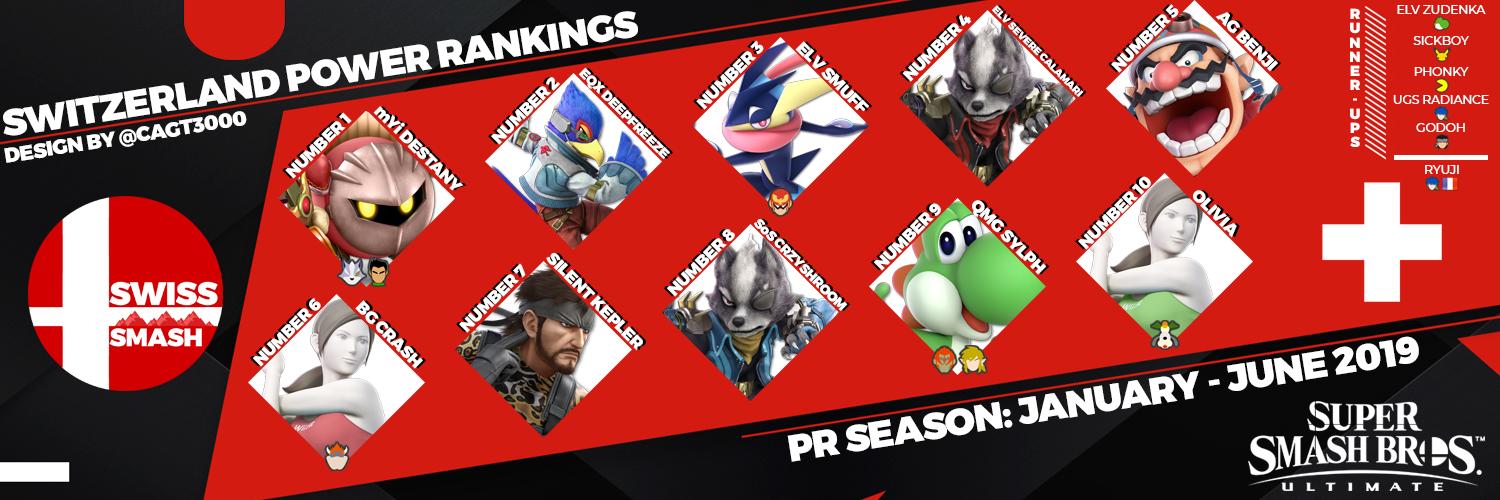 SWITZERLAND POWER RANKINGS
DESIGN BY @CAGT3000
SWISS
SMASH
NUMBER 1
mYi DESTANY
NUMBER 2
EQX DEEPFREEZE
NUMBER 3
ELV SMUFF
NUMBER 4
ELV SEVERE CALAMARI
NUMBER 5
AG BENJI
NUMBER 6
BG CRASH
NUMBER 7
SILENT KEPLER
NUMBER 8
SoS CRZYSHROOM
NUMBER 9
OMG SYLPH
NUMBER 10
OLIVIA
RUNNER-UPS
ELV ZUDENKA
SICKBOY
PHONKY
UGS RADIANCE
GODOH
RYUJI
PR SEASON: JANUARY - JUNE 2019
SUPER
SMASH BROS.™
ULTIMATE